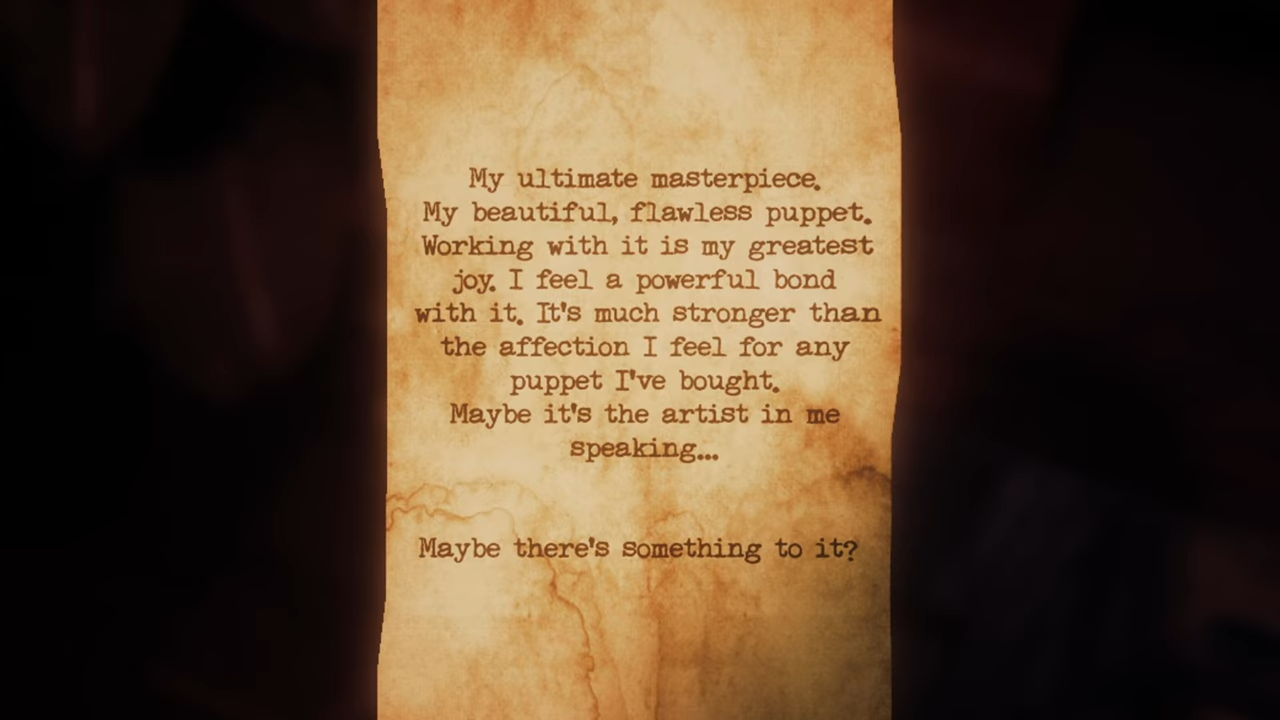 My ultimate masterpiece.
My beautiful, flawless puppet.
Working with it is my greatest
joy. I feel a powerful bond
with it. It's much stronger than
the affection I feel for any
puppet I've bought.
Maybe it's the artist in me
speaking...
Maybe there's something to it?